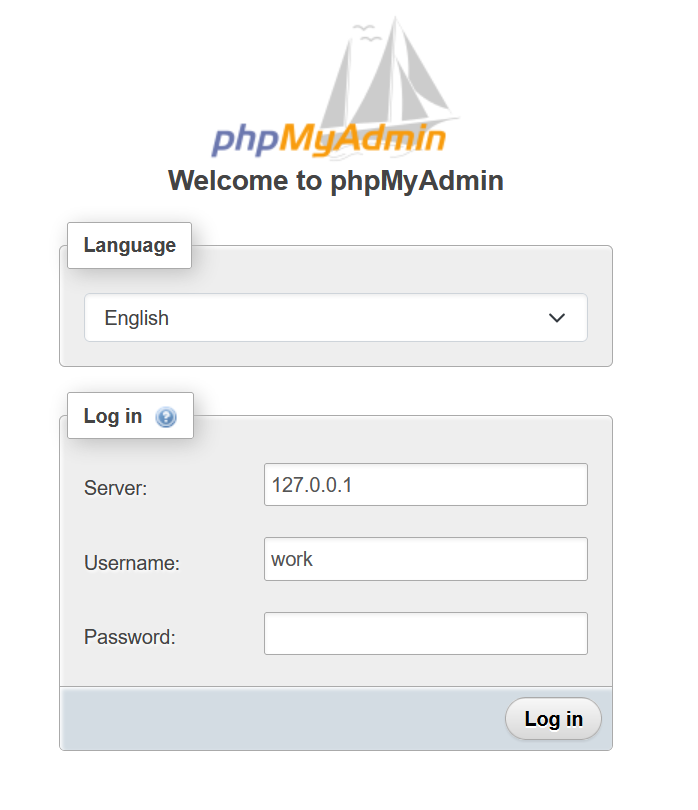 phpMyAdmin
Welcome to phpMyAdmin
Language
English
Log in
Server: 127.0.0.1
Username: work
Password:
Log in